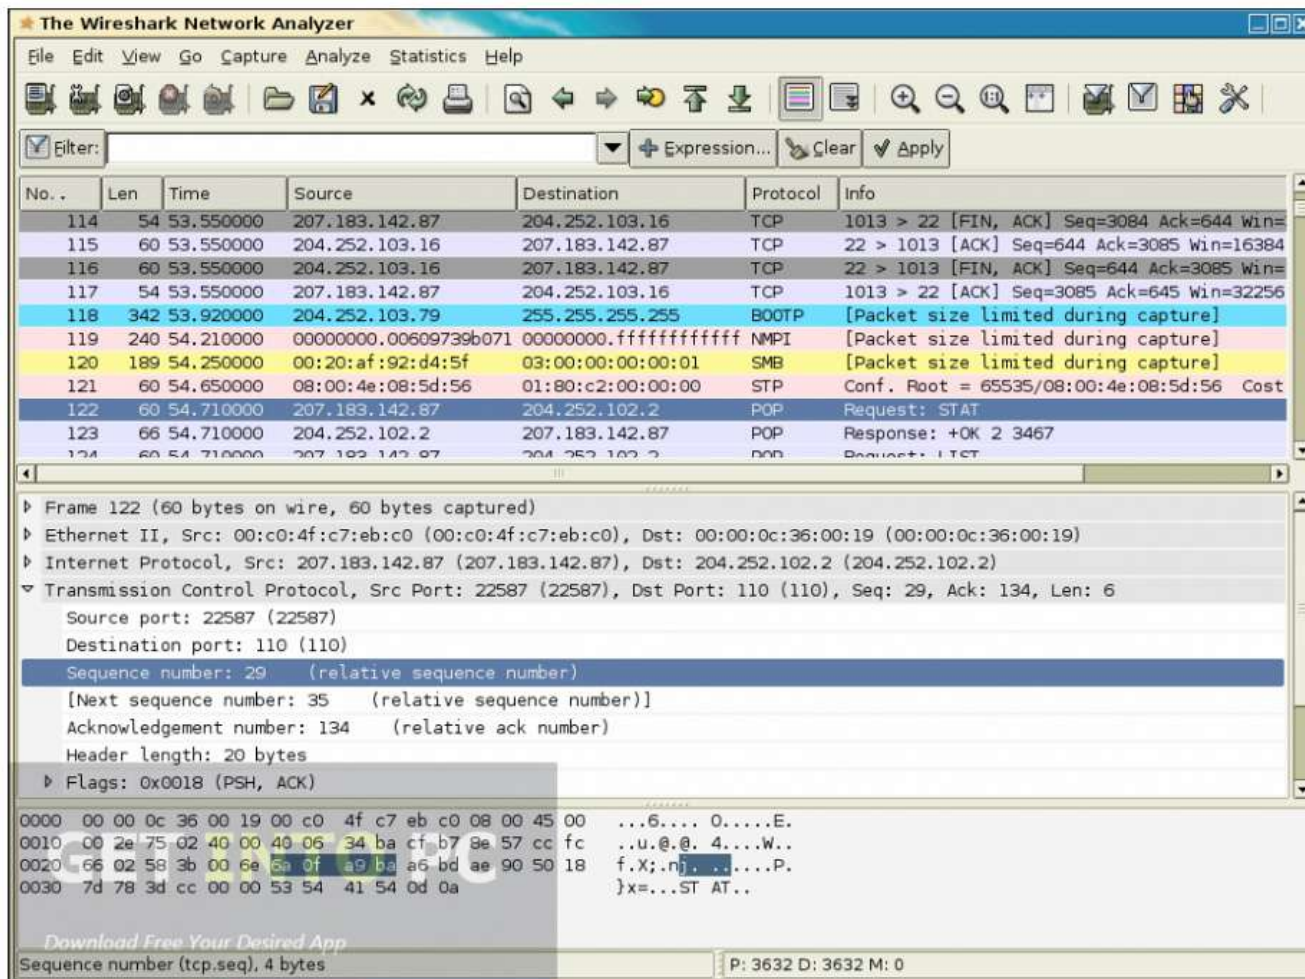 The Wireshark Network Analyzer
File Edit View Go Capture Analyze Statistics Help
Filter: Expression... Clear Apply
No. . Len Time Source Destination Protocol Info
114 54 53.550000 207.183.142.87 204.252.103.16 TCP 1013 > 22 [FIN, ACK] Seq=3084 Ack=644 Win=
115 60 53.550000 204.252.103.16 207.183.142.87 TCP 22 > 1013 [ACK] Seq=644 Ack=3085 Win=16384
116 60 53.550000 204.252.103.16 207.183.142.87 TCP 22 > 1013 [FIN, ACK] Seq=644 Ack=3085 Win=
117 54 53.550000 207.183.142.87 204.252.103.16 TCP 1013 > 22 [ACK] Seq=3085 Ack=645 Win=32256
118 342 53.920000 204.252.103.79 255.255.255.255 BOOTP [Packet size limited during capture]
119 240 54.210000 00000000.00609739b071 00000000.ffffffffffff NMPI [Packet size limited during capture]
120 189 54.250000 00:20:af:92:d4:5f 03:00:00:00:00:01 SMB [Packet size limited during capture]
121 60 54.650000 08:00:4e:08:5d:56 01:80:c2:00:00:00 STP Conf. Root = 65535/08:00:4e:08:5d:56 Cost
122 60 54.710000 207.183.142.87 204.252.102.2 POP Request: STAT
123 66 54.710000 204.252.102.2 207.183.142.87 POP Response: +OK 2 3467
124 60 54.710000 207.183.142.87 204.252.102.2 POP Request: LIST
Frame 122 (60 bytes on wire, 60 bytes captured)
Ethernet II, Src: 00:c0:4f:c7:eb:c0 (00:c0:4f:c7:eb:c0), Dst: 00:00:0c:36:00:19 (00:00:0c:36:00:19)
Internet Protocol, Src: 207.183.142.87 (207.183.142.87), Dst: 204.252.102.2 (204.252.102.2)
Transmission Control Protocol, Src Port: 22587 (22587), Dst Port: 110 (110), Seq: 29, Ack: 134, Len: 6
Source port: 22587 (22587)
Destination port: 110 (110)
Sequence number: 29 (relative sequence number)
[Next sequence number: 35 (relative sequence number)]
Acknowledgement number: 134 (relative ack number)
Header length: 20 bytes
Flags: 0x0018 (PSH, ACK)
0000 00 00 0c 36 00 19 00 c0 4f c7 eb c0 08 00 45 00 ...6.... O.....E.
0010 00 2e 75 02 40 00 40 06 34 ba cf b7 8e 57 cc fc ..u.@.@. 4....W..
0020 66 02 58 3b 00 6e 6a 0f a9 ba a6 bd ae 90 50 18 f.X;.nj. ......P.
0030 7d 78 3d cc 00 00 53 54 41 54 0d 0a }x=...ST AT..
GET INTO PC
Download Free Your Desired App
Sequence number (tcp.seq), 4 bytes P: 3632 D: 3632 M: 0